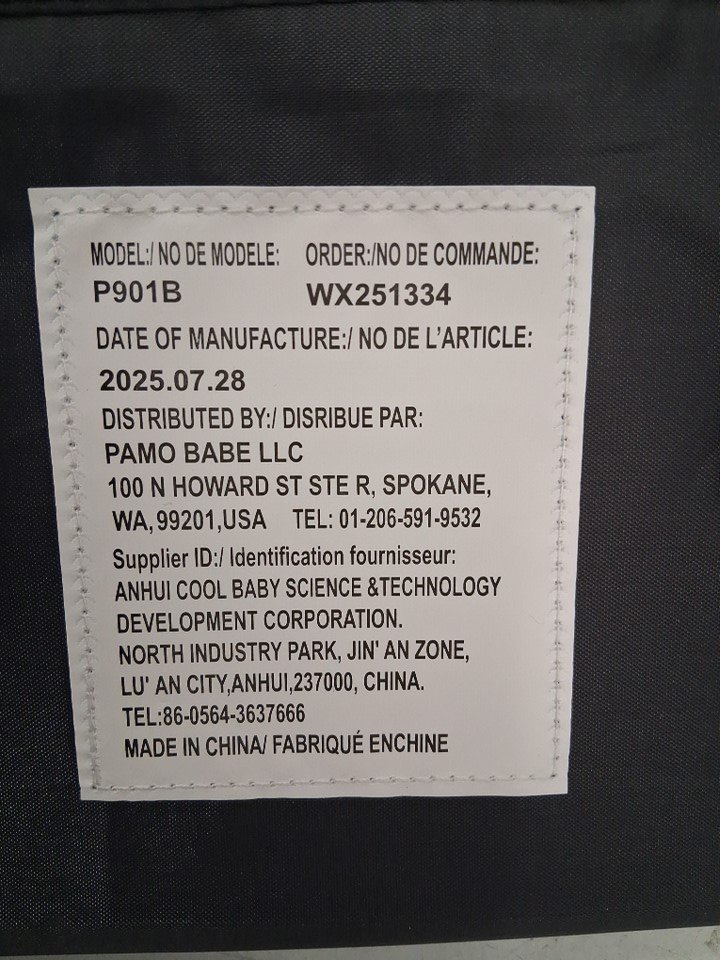 MODEL:/ NO DE MODELE: ORDER:/NO DE COMMANDE:
P901B WX251334
DATE OF MANUFACTURE:/ NO DE L'ARTICLE:
2025.07.28
DISTRIBUTED BY:/ DISRIBUE PAR:
PAMO BABE LLC
100 N HOWARD ST STE R, SPOKANE,
WA,99201,USA TEL: 01-206-591-9532
Supplier ID:/ Identification fournisseur:
ANHUI COOL BABY SCIENCE &TECHNOLOGY
DEVELOPMENT CORPORATION.
NORTH INDUSTRY PARK, JIN' AN ZONE,
LU' AN CITY,ANHUI,237000, CHINA.
TEL:86-0564-3637666
MADE IN CHINA/ FABRIQUÉ ENCHINE